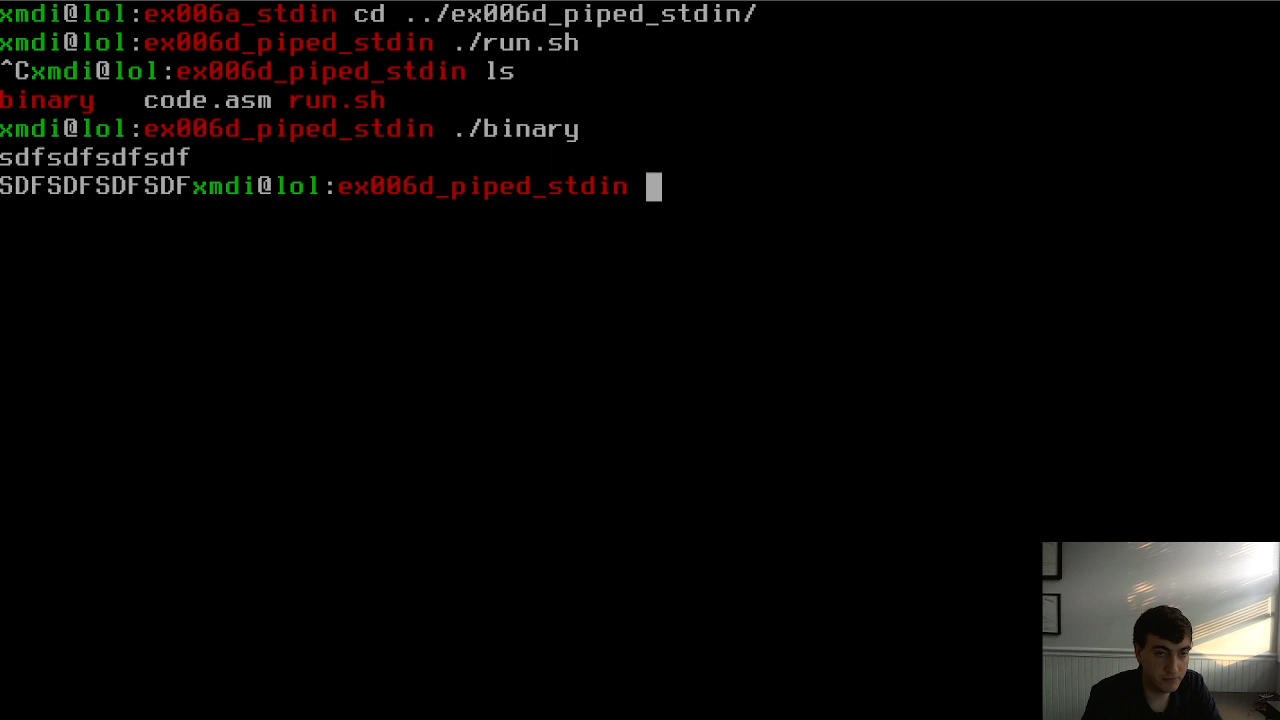 xmdi@lol:ex006a_stdin cd ../ex006d_piped_stdin/
xmdi@lol:ex006d_piped_stdin ./run.sh
^Cxmdi@lol:ex006d_piped_stdin ls
binary code.asm run.sh
xmdi@lol:ex006d_piped_stdin ./binary
sdfsdfsdfsdf
SDFSDFSDFSDFxmdi@lol:ex006d_piped_stdin